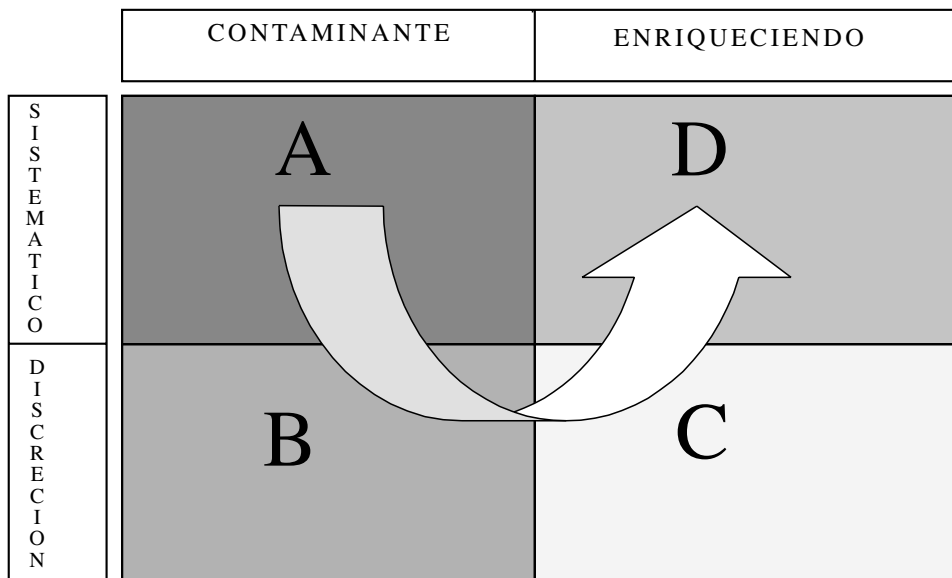 CONTAMINANTE
ENRIQUECIENDO
SISTEMATICO
A
D
DISCRECION
B
C